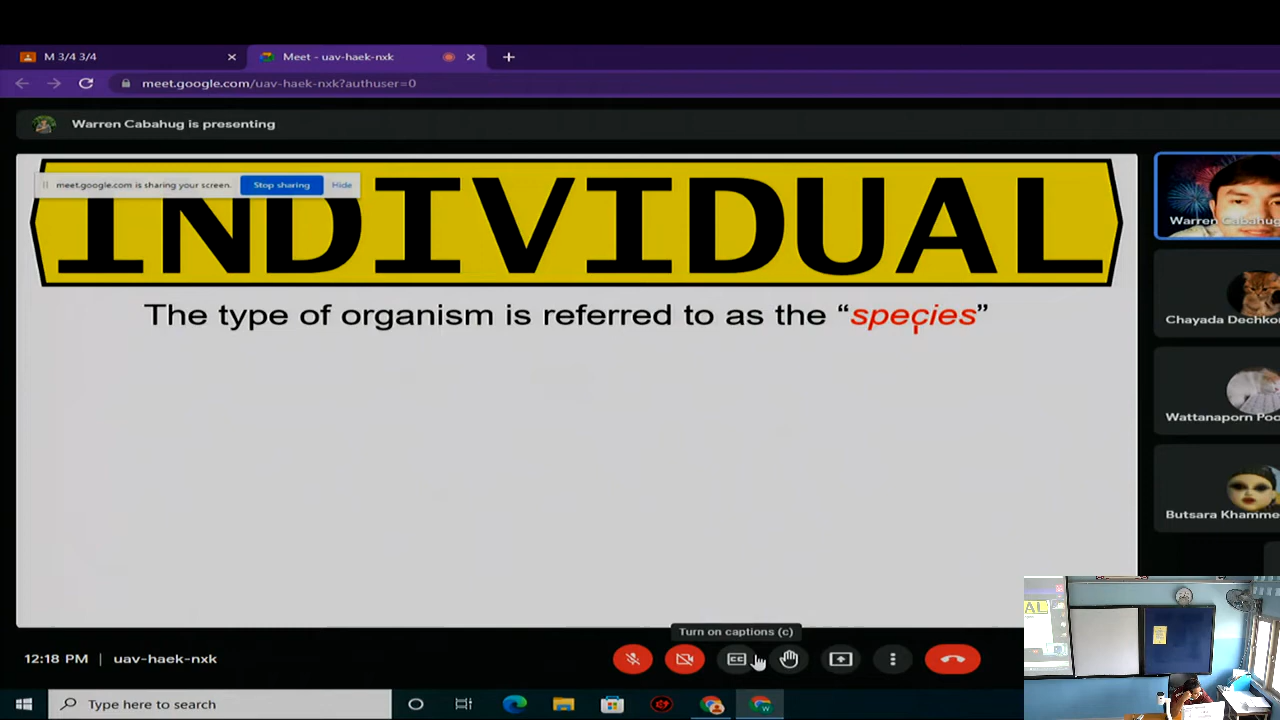 M 3/4 3/4
Meet - uav-haek-nxk
meet.google.com/uav-haek-nxk?authuser=0
Warren Cabahug is presenting
meet.google.com is sharing your screen.
Stop sharing
Hide
INDIVIDUAL
The type of organism is referred to as the “species”
Warren Cabahug
Chayada Dechko
Wattanaporn Poo
Butsara Khamme
AL
Turn on captions (c)
12:18 PM | uav-haek-nxk
Type here to search